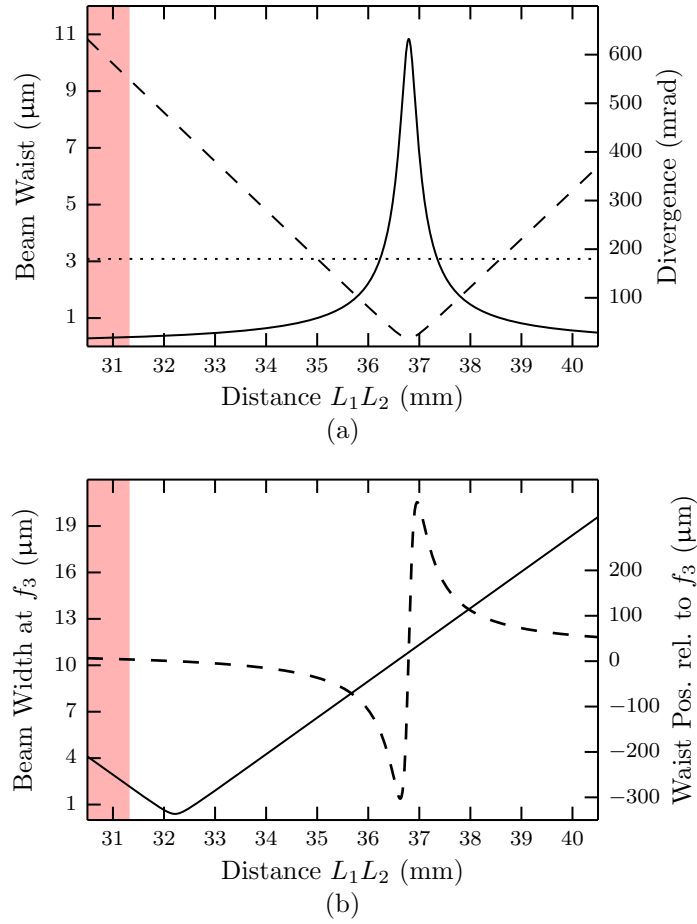 11
9
7
5
3
1
Beam Waist (μm)
600
500
400
300
200
100
Divergence (mrad)
31 32 33 34 35 36 37 38 39 40
Distance L₁L₂ (mm)
(a)
19
16
13
10
7
4
1
Beam Width at f₃ (μm)
200
100
0
−100
−200
−300
Waist Pos. rel. to f₃ (μm)
31 32 33 34 35 36 37 38 39 40
Distance L₁L₂ (mm)
(b)